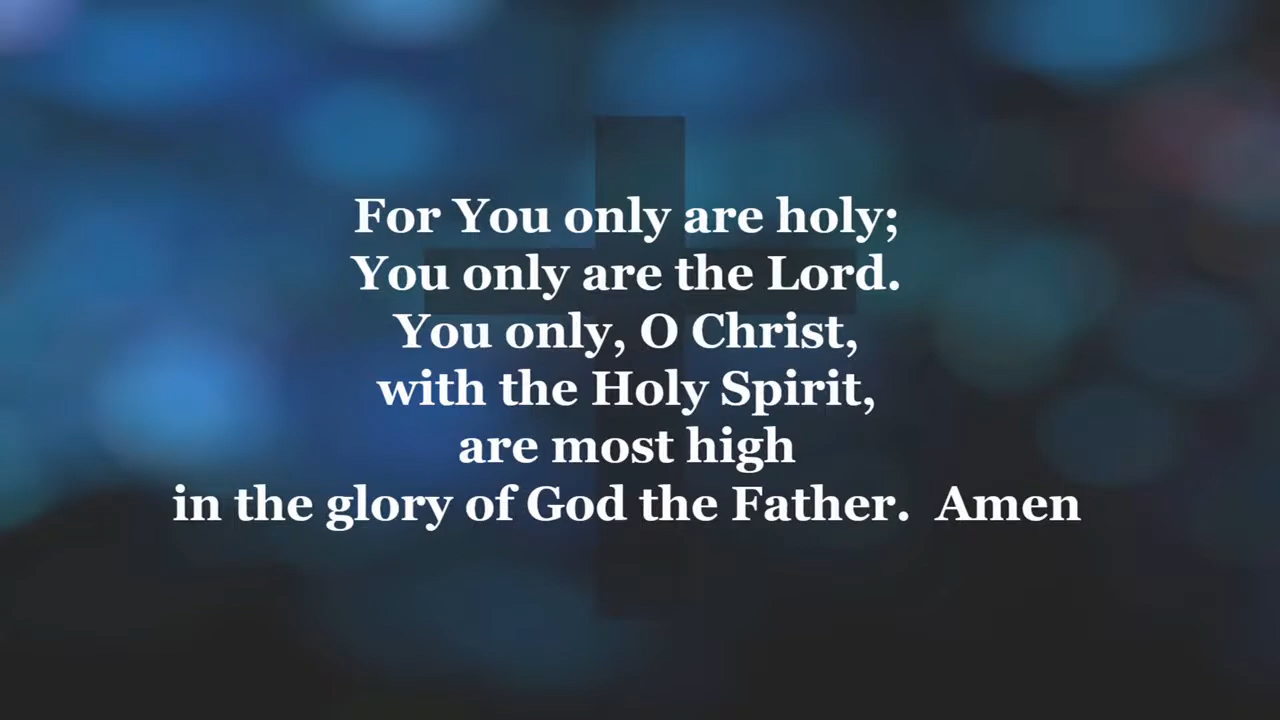 For You only are holy;
You only are the Lord.
You only, O Christ,
with the Holy Spirit,
are most high
in the glory of God the Father.  Amen